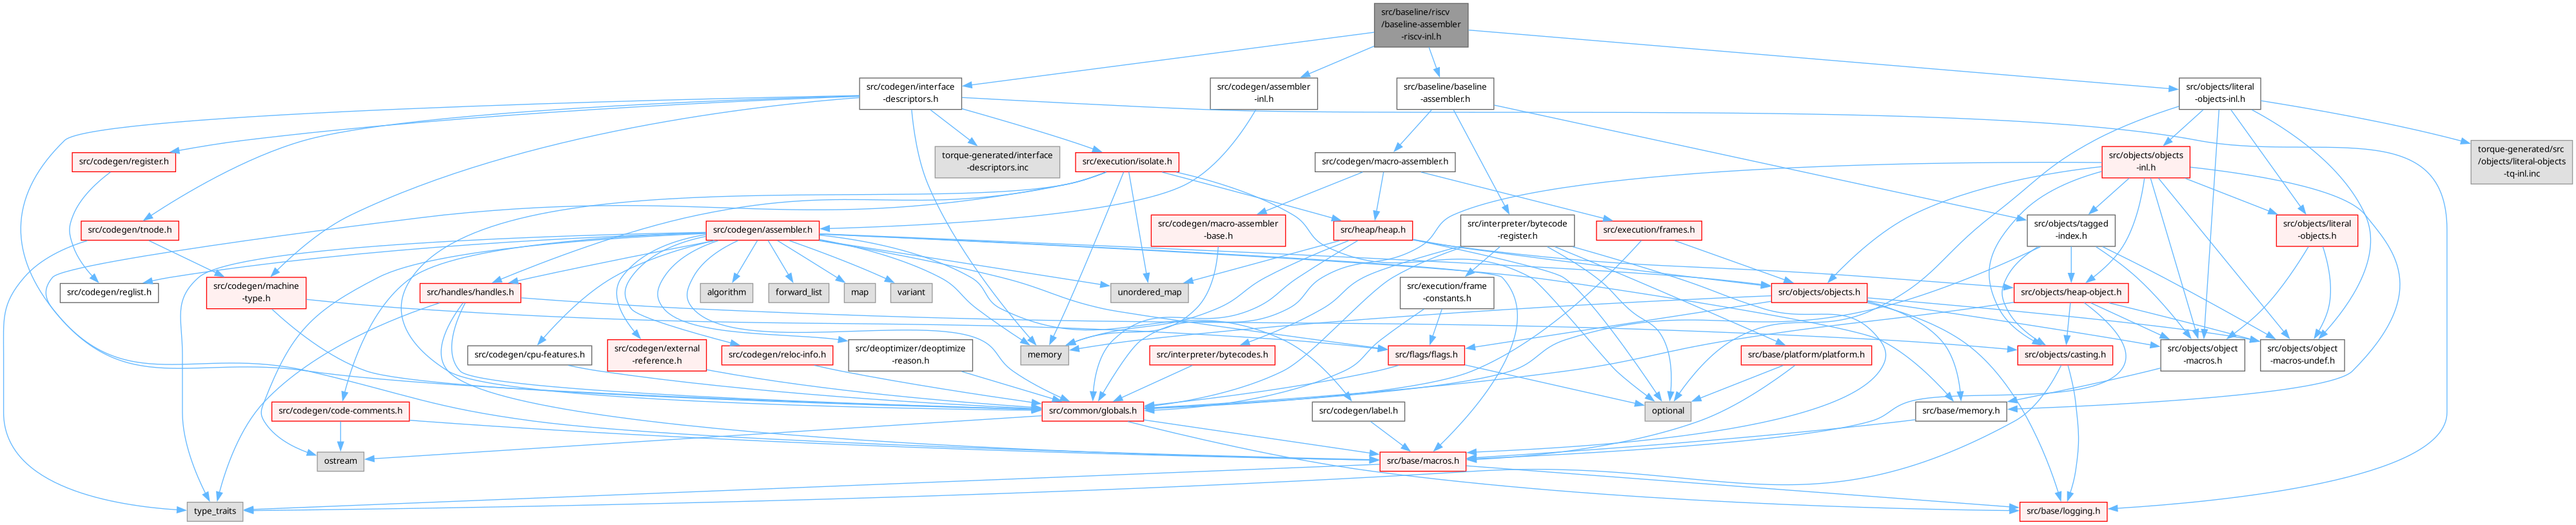 src/baseline/riscv
/baseline-assembler
-riscv-inl.h
src/codegen/interface
-descriptors.h
src/codegen/assembler
-inl.h
src/baseline/baseline
-assembler.h
src/objects/literal
-objects-inl.h
src/codegen/register.h
torque-generated/interface
-descriptors.inc
src/execution/isolate.h
src/codegen/macro-assembler.h
src/objects/objects
-inl.h
torque-generated/src
/objects/literal-objects
-tq-inl.inc
src/codegen/tnode.h
src/codegen/assembler.h
src/codegen/macro-assembler
-base.h
src/heap/heap.h
src/interpreter/bytecode
-register.h
src/execution/frames.h
src/objects/tagged
-index.h
src/objects/literal
-objects.h
src/codegen/reglist.h
src/codegen/machine
-type.h
src/handles/handles.h
algorithm
forward_list
map
variant
unordered_map
src/execution/frame
-constants.h
src/objects/objects.h
src/objects/heap-object.h
src/codegen/cpu-features.h
src/codegen/external
-reference.h
src/codegen/reloc-info.h
src/deoptimizer/deoptimize
-reason.h
memory
src/interpreter/bytecodes.h
src/flags/flags.h
src/base/platform/platform.h
src/objects/casting.h
src/objects/object
-macros.h
src/objects/object
-macros-undef.h
src/codegen/code-comments.h
src/common/globals.h
src/codegen/label.h
optional
src/base/memory.h
ostream
src/base/macros.h
type_traits
src/base/logging.h